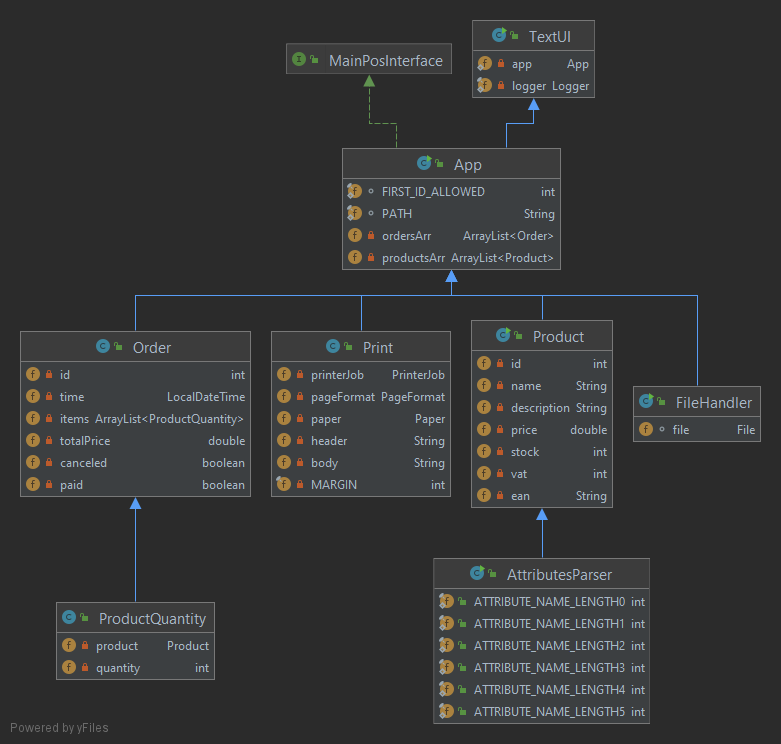 TextUI
app App
logger Logger
MainPosInterface
App
FIRST_ID_ALLOWED int
PATH String
ordersArr ArrayList<Order>
productsArr ArrayList<Product>
Order
id int
time LocalDateTime
items ArrayList<ProductQuantity>
totalPrice double
canceled boolean
paid boolean
Print
printerJob PrinterJob
pageFormat PageFormat
paper Paper
header String
body String
MARGIN int
Product
id int
name String
description String
price double
stock int
vat int
ean String
FileHandler
file File
ProductQuantity
product Product
quantity int
AttributesParser
ATTRIBUTE_NAME_LENGTH0 int
ATTRIBUTE_NAME_LENGTH1 int
ATTRIBUTE_NAME_LENGTH2 int
ATTRIBUTE_NAME_LENGTH3 int
ATTRIBUTE_NAME_LENGTH4 int
ATTRIBUTE_NAME_LENGTH5 int
Powered by yFiles